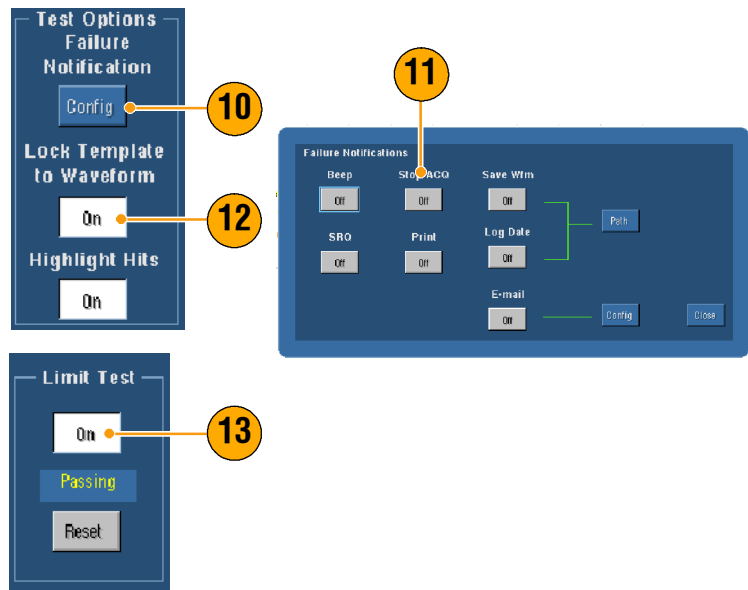 Test Options
Failure
Notification
Config
10
Lock Template
to Waveform
On
12
Highlight Hits
On
11
Failure Notifications
Beep
Stop ACQ
Save Wfm
Off
Off
Off
Path
SRQ
Print
Log Date
Off
Off
Off
E-mail
Off
Config
Close
Limit Test
On
13
Passing
Reset